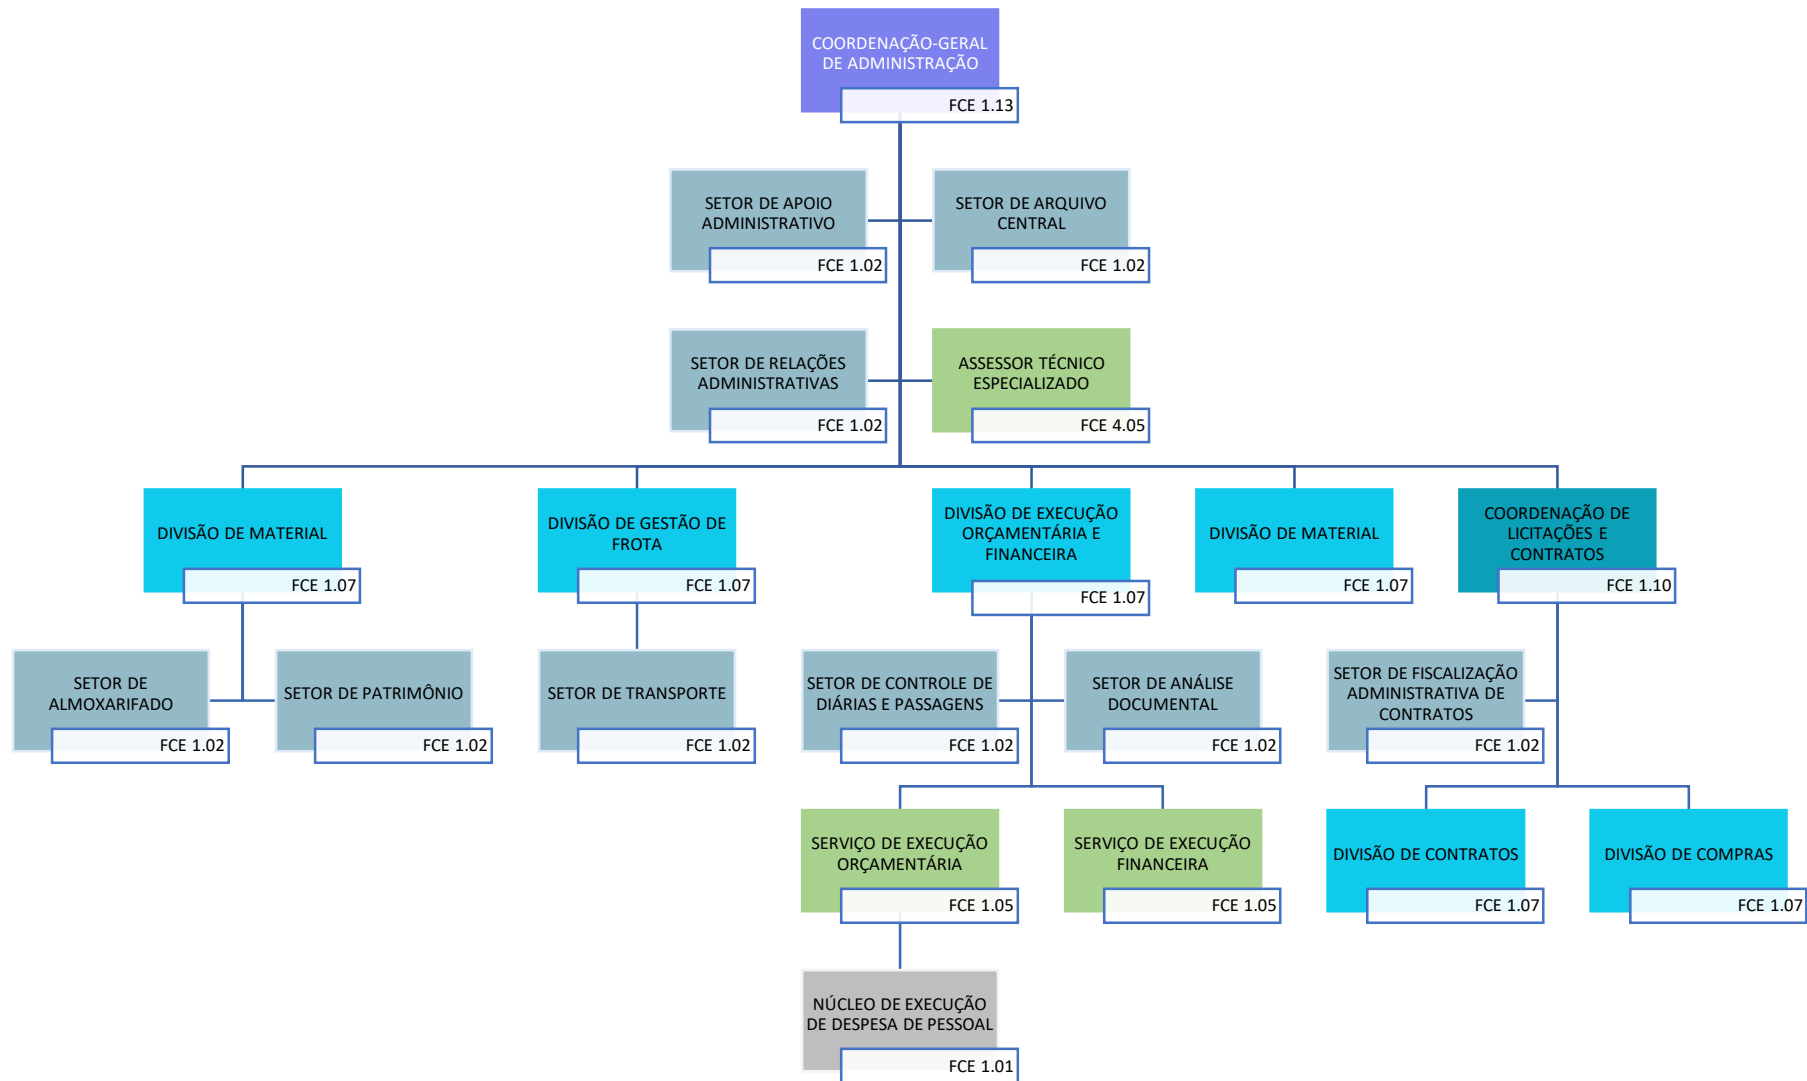 COORDENAÇÃO-GERAL
DE ADMINISTRAÇÃO
FCE 1.13
SETOR DE APOIO
ADMINISTRATIVO
FCE 1.02
SETOR DE ARQUIVO
CENTRAL
FCE 1.02
SETOR DE RELAÇÕES
ADMINISTRATIVAS
FCE 1.02
ASSESSOR TÉCNICO
ESPECIALIZADO
FCE 4.05
DIVISÃO DE MATERIAL
FCE 1.07
DIVISÃO DE GESTÃO DE
FROTA
FCE 1.07
DIVISÃO DE EXECUÇÃO
ORÇAMENTÁRIA E
FINANCEIRA
FCE 1.07
DIVISÃO DE MATERIAL
FCE 1.07
COORDENAÇÃO DE
LICITAÇÕES E
CONTRATOS
FCE 1.10
SETOR DE
ALMOXARIFADO
FCE 1.02
SETOR DE PATRIMÔNIO
FCE 1.02
SETOR DE TRANSPORTE
FCE 1.02
SETOR DE CONTROLE DE
DIÁRIAS E PASSAGENS
FCE 1.02
SETOR DE ANÁLISE
DOCUMENTAL
FCE 1.02
SETOR DE FISCALIZAÇÃO
ADMINISTRATIVA DE
CONTRATOS
FCE 1.02
SERVIÇO DE EXECUÇÃO
ORÇAMENTÁRIA
FCE 1.05
SERVIÇO DE EXECUÇÃO
FINANCEIRA
FCE 1.05
DIVISÃO DE CONTRATOS
FCE 1.07
DIVISÃO DE COMPRAS
FCE 1.07
NÚCLEO DE EXECUÇÃO
DE DESPESA DE PESSOAL
FCE 1.01